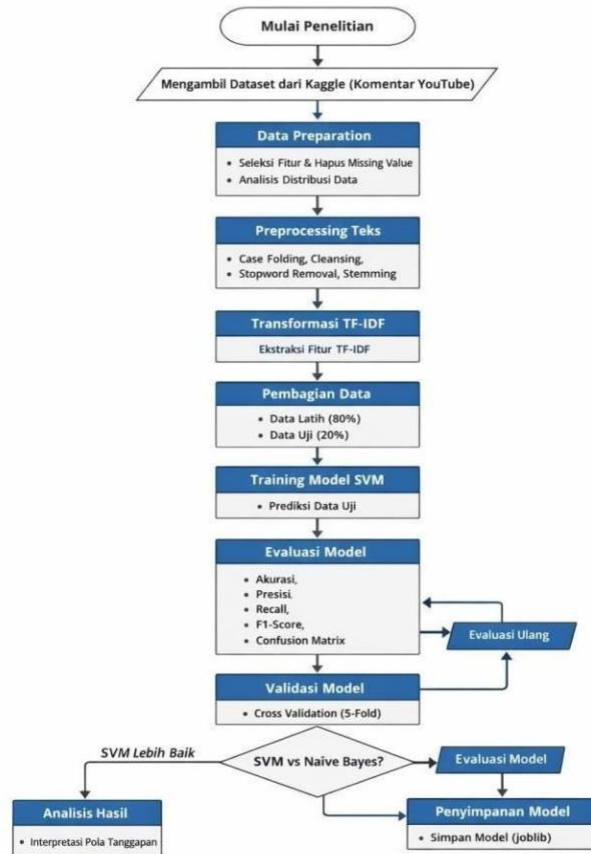 Mulai Penelitian
Mengambil Dataset dari Kaggle (Komentar YouTube)
Data Preparation
• Seleksi Fitur & Hapus Missing Value
• Analisis Distribusi Data
Preprocessing Teks
• Case Folding, Cleansing,
• Stopword Removal, Stemming
Transformasi TF-IDF
Ekstraksi Fitur TF-IDF
Pembagian Data
• Data Latih (80%)
• Data Uji (20%)
Training Model SVM
• Prediksi Data Uji
Evaluasi Model
• Akurasi,
• Presisi.
• Recall,
• F1-Score,
• Confusion Matrix
Evaluasi Ulang
Validasi Model
• Cross Validation (5-Fold)
SVM Lebih Baik
SVM vs Naive Bayes?
Evaluasi Model
Analisis Hasil
• Interpretasi Pola Tanggapan
Penyimpanan Model
• Simpan Model (joblib)